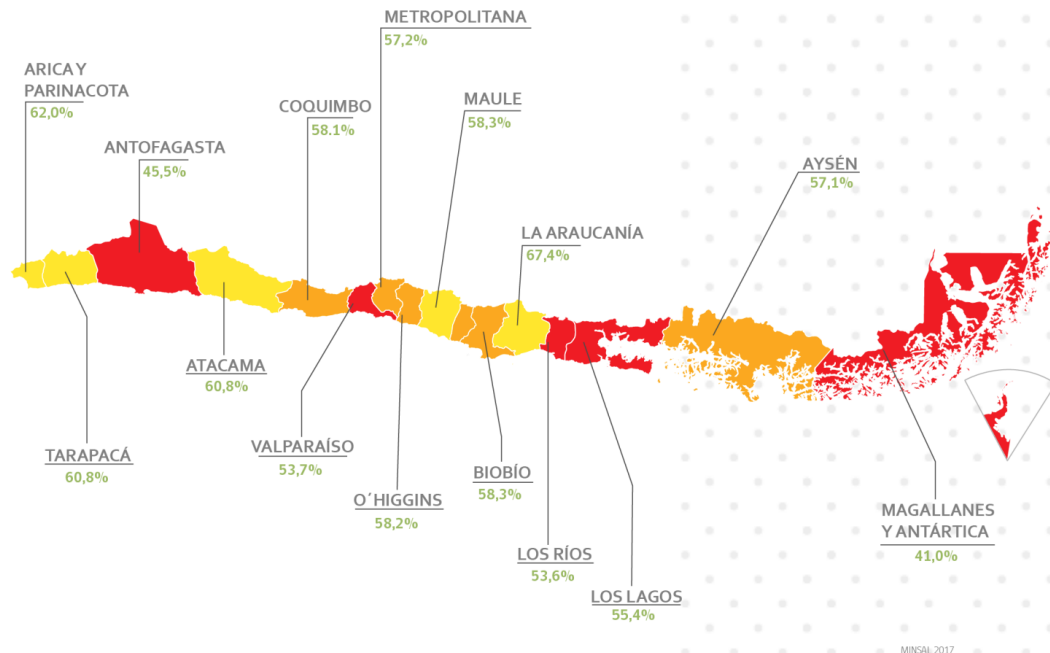 METROPOLITANA
57,2%
ARICA Y
PARINACOTA
62,0%
COQUIMBO
58.1%
MAULE
58,3%
ANTOFAGASTA
45,5%
AYSÉN
57,1%
LA ARAUCANÍA
67,4%
ATACAMA
60,8%
TARAPACÁ
60,8%
VALPARAÍSO
53,7%
BIOBÍO
58,3%
O´HIGGINS
58,2%
MAGALLANES
Y ANTÁRTICA
41,0%
LOS RÍOS
53,6%
LOS LAGOS
55,4%
MINSAL 2017